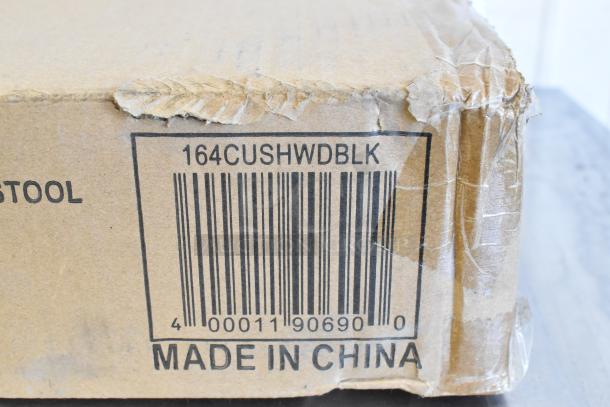 164CUSHWDBLK
STOOL
4 00011 90690 0
MADE IN CHINA